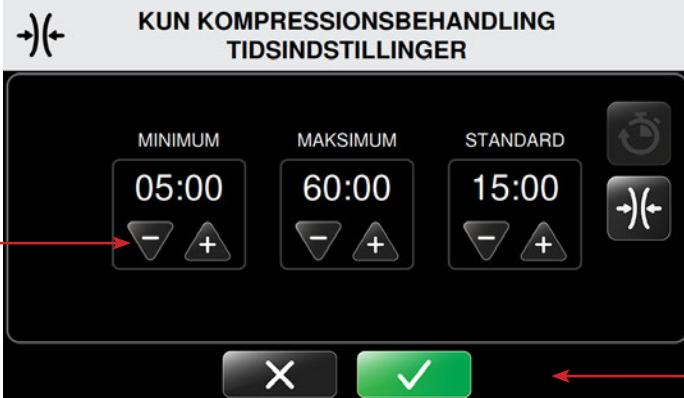 KUN KOMPRESSIONSBEHANDLING
TIDSINDSTILLINGER
MINIMUM MAKSIMUM STANDARD
05:00 60:00 15:00
- + - + - +